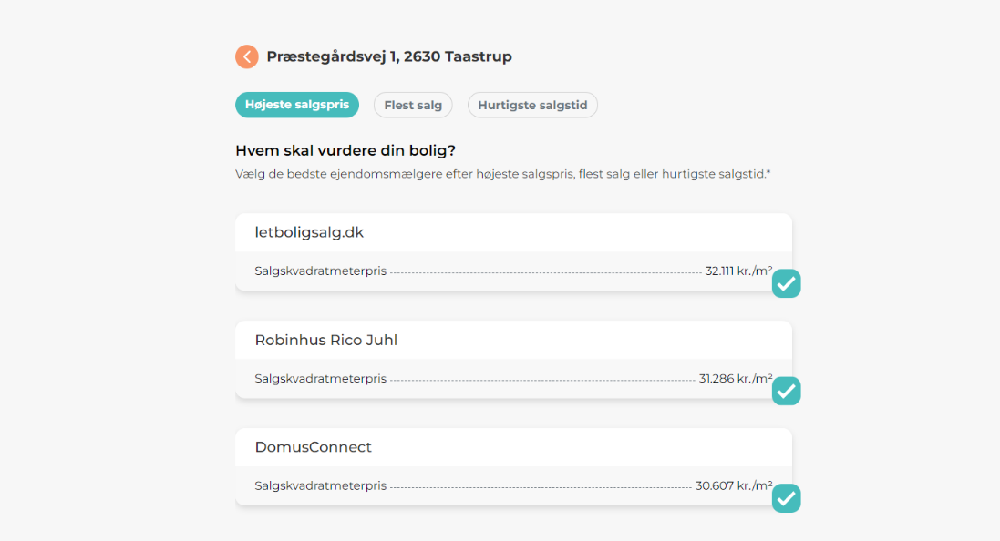 Præstegårdsvej 1, 2630 Taastrup
Højeste salgspris Flest salg Hurtigste salgstid
Hvem skal vurdere din bolig?
Vælg de bedste ejendomsmælgere efter højeste salgspris, flest salg eller hurtigste salgstid.*
letboligsalg.dk
Salgskvadratmeterpris 32.111 kr./m²
Robinhus Rico Juhl
Salgskvadratmeterpris 31.286 kr./m²
DomusConnect
Salgskvadratmeterpris 30.607 kr./m²